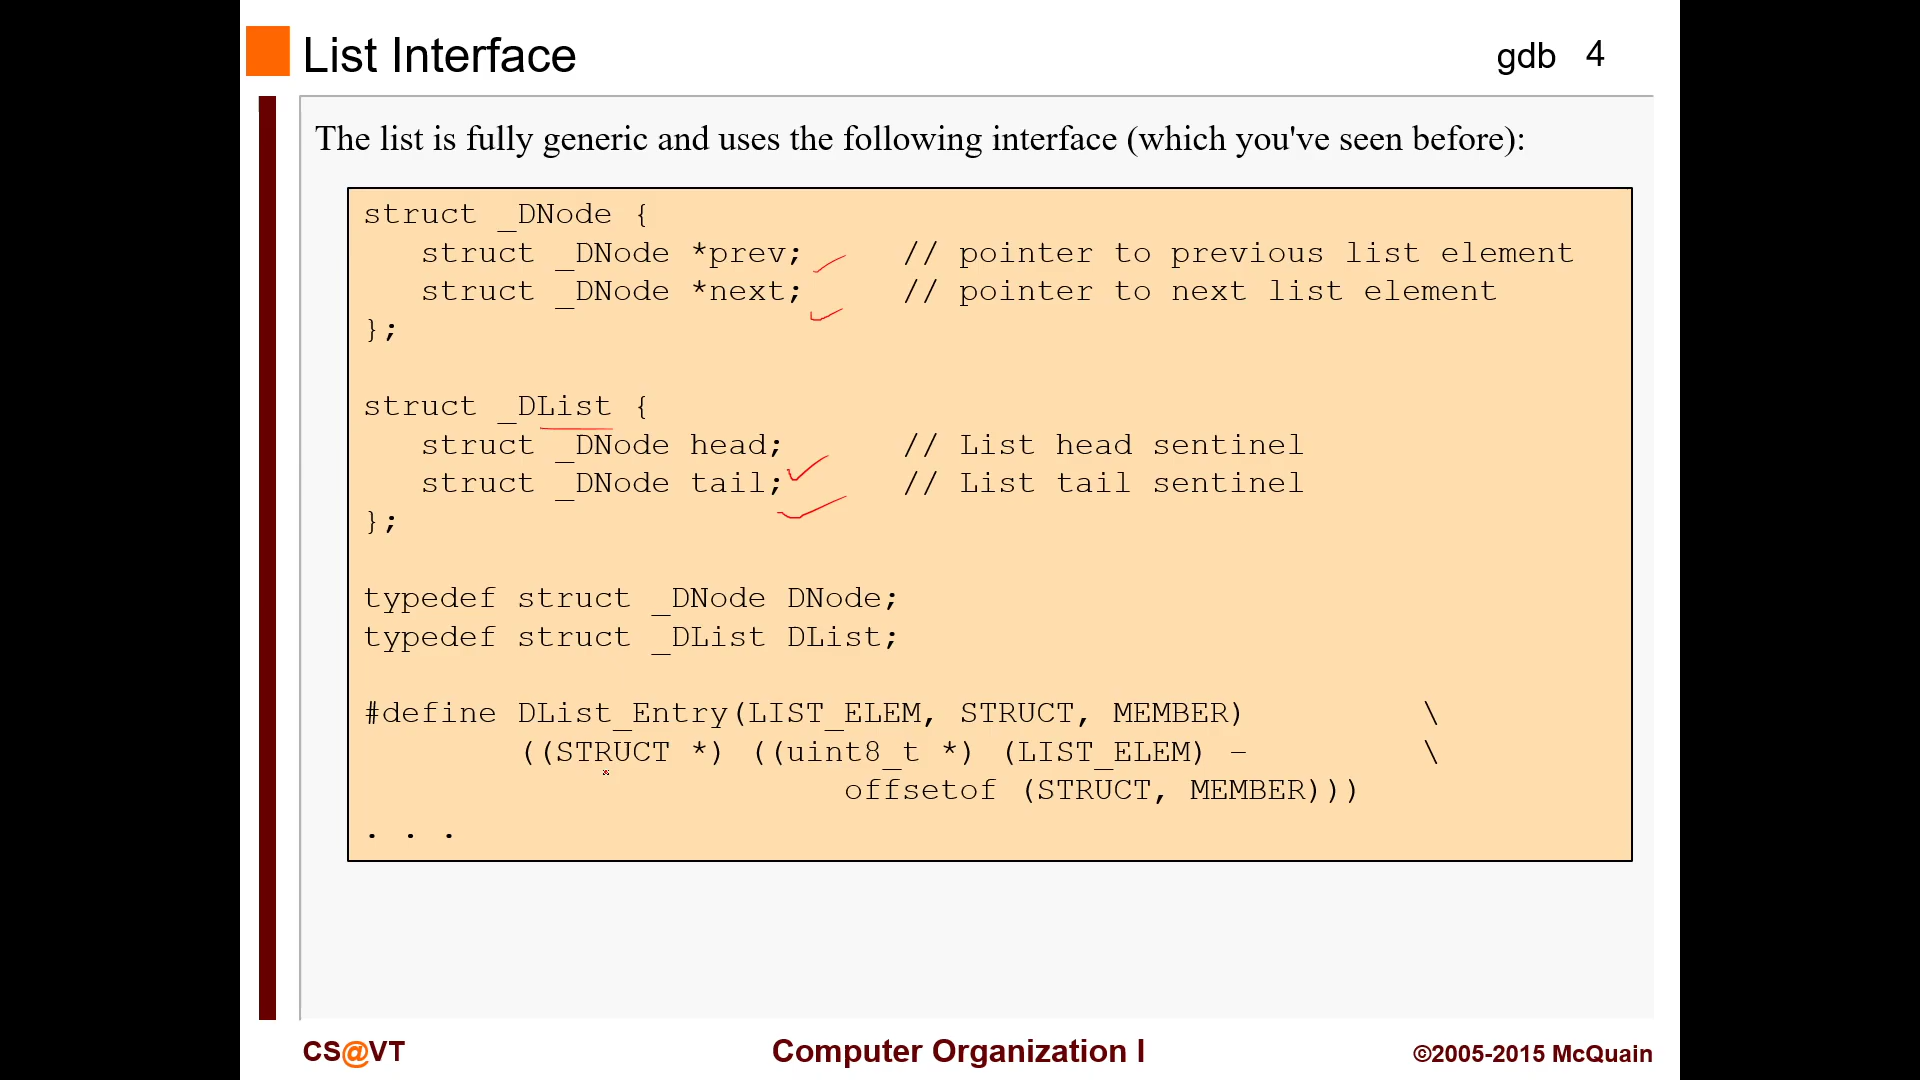 List Interface
gdb 4
The list is fully generic and uses the following interface (which you've seen before):
struct _DNode {
   struct _DNode *prev;     // pointer to previous list element
   struct _DNode *next;     // pointer to next list element
};

struct _DList {
   struct _DNode head;      // List head sentinel
   struct _DNode tail;      // List tail sentinel
};

typedef struct _DNode DNode;
typedef struct _DList DList;

#define DList_Entry(LIST_ELEM, STRUCT, MEMBER)         \
        ((STRUCT *) ((uint8_t *) (LIST_ELEM) –         \
                         offsetof (STRUCT, MEMBER)))
. . .
CS@VT
Computer Organization I
©2005-2015 McQuain